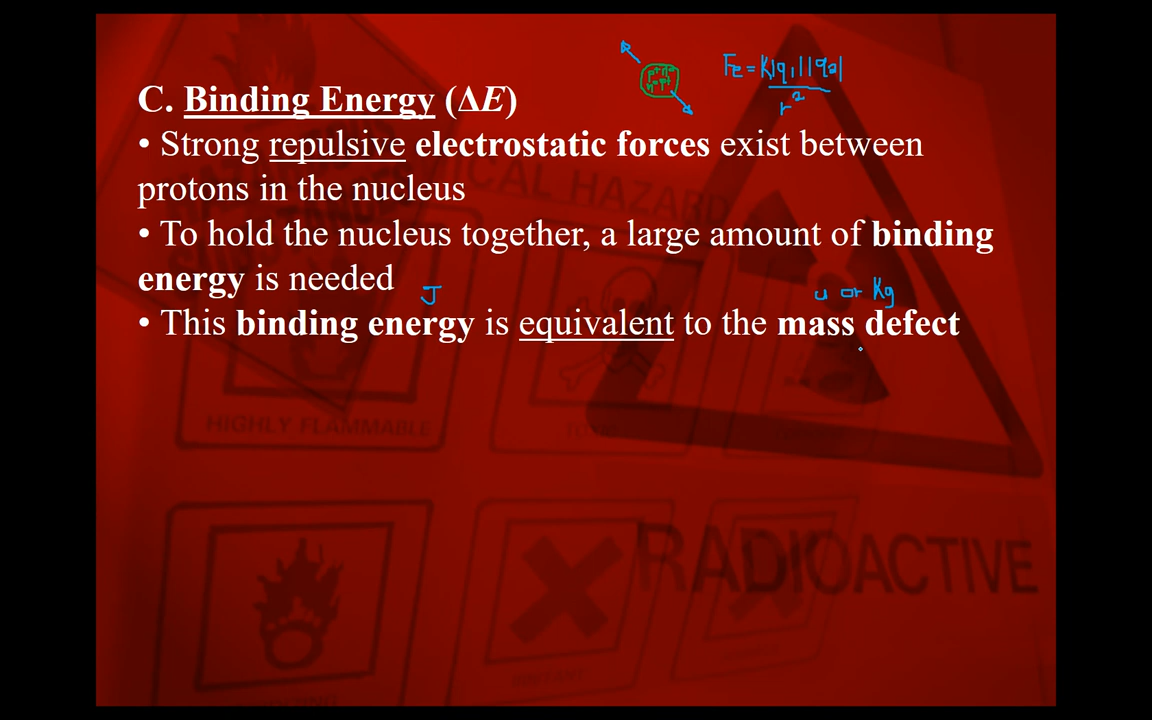 Fe = K|q1||q2|
r²
p+ n°
n° p+
C. Binding Energy (ΔE)
• Strong repulsive electrostatic forces exist between
protons in the nucleus
• To hold the nucleus together, a large amount of binding
energy is needed
J
u or Kg
• This binding energy is equivalent to the mass defect
CAL HAZARD
HIGHLY FLAMMABLE
RADIOACTIVE